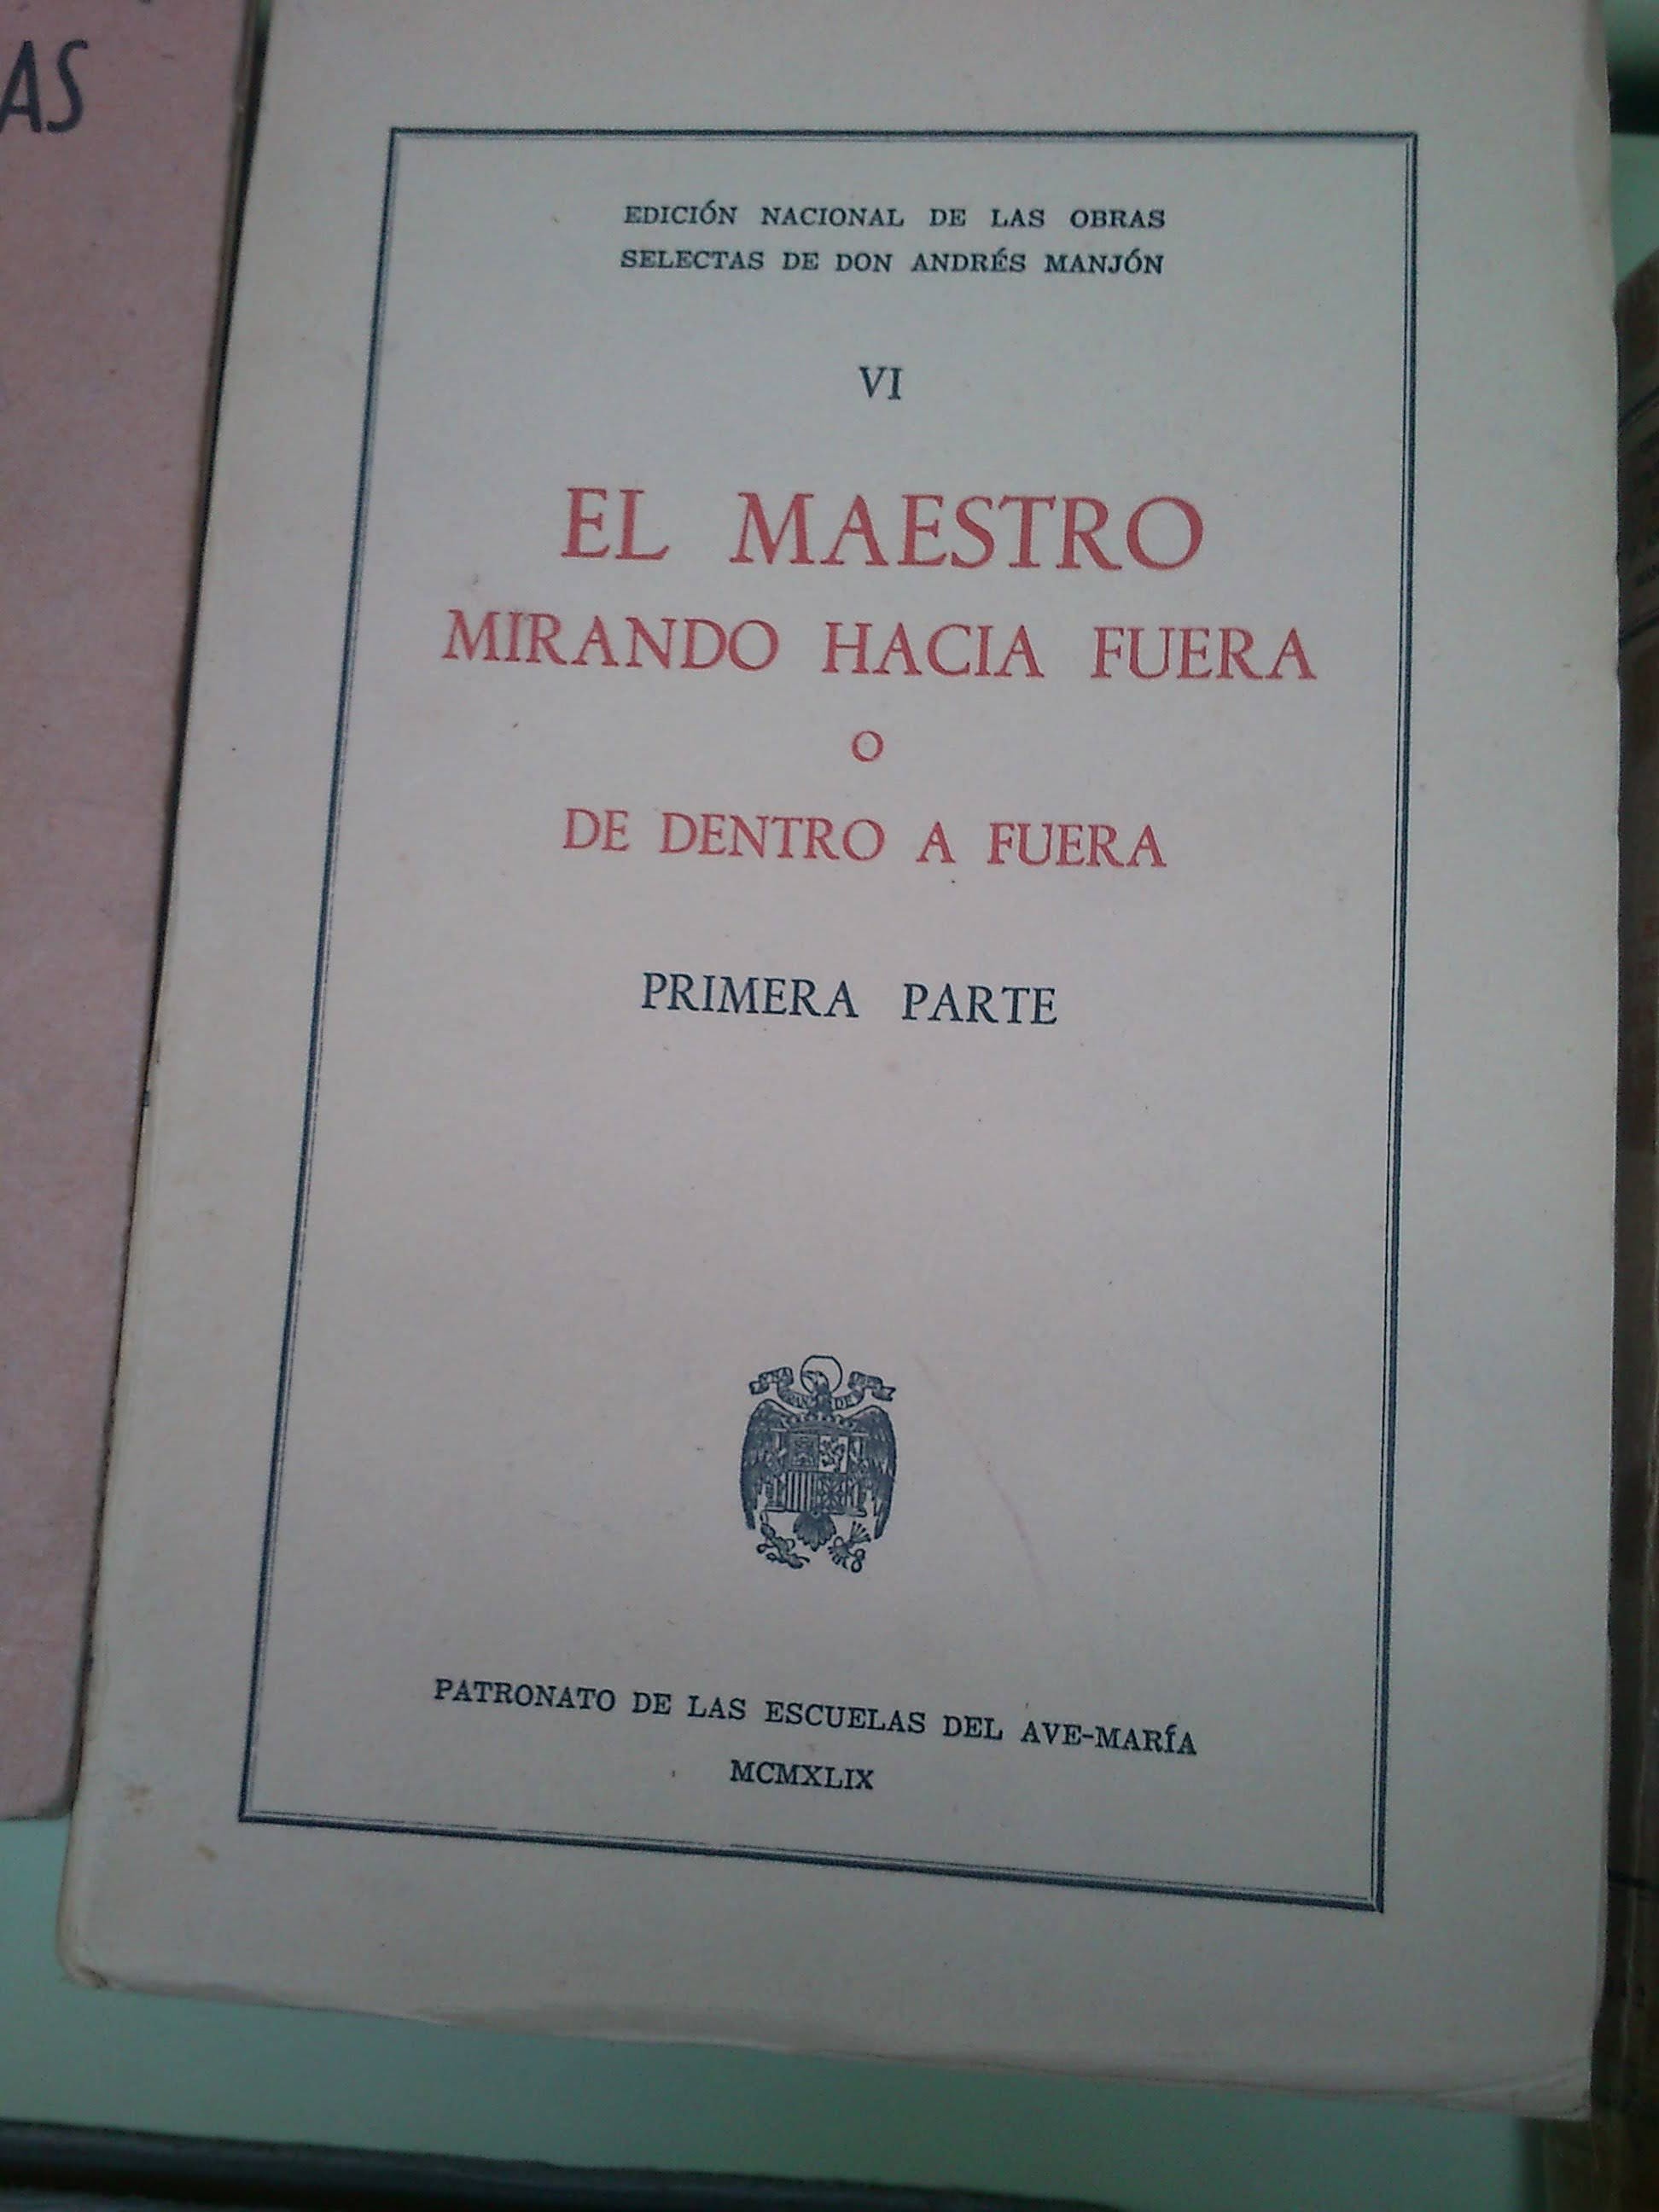 AS
EDICIÓN NACIONAL DE LAS OBRAS
SELECTAS DE DON ANDRÉS MANJÓN
VI
EL MAESTRO
MIRANDO HACIA FUERA
O
DE DENTRO A FUERA
PRIMERA PARTE
PATRONATO DE LAS ESCUELAS DEL AVE-MARÍA
MCMXLIX